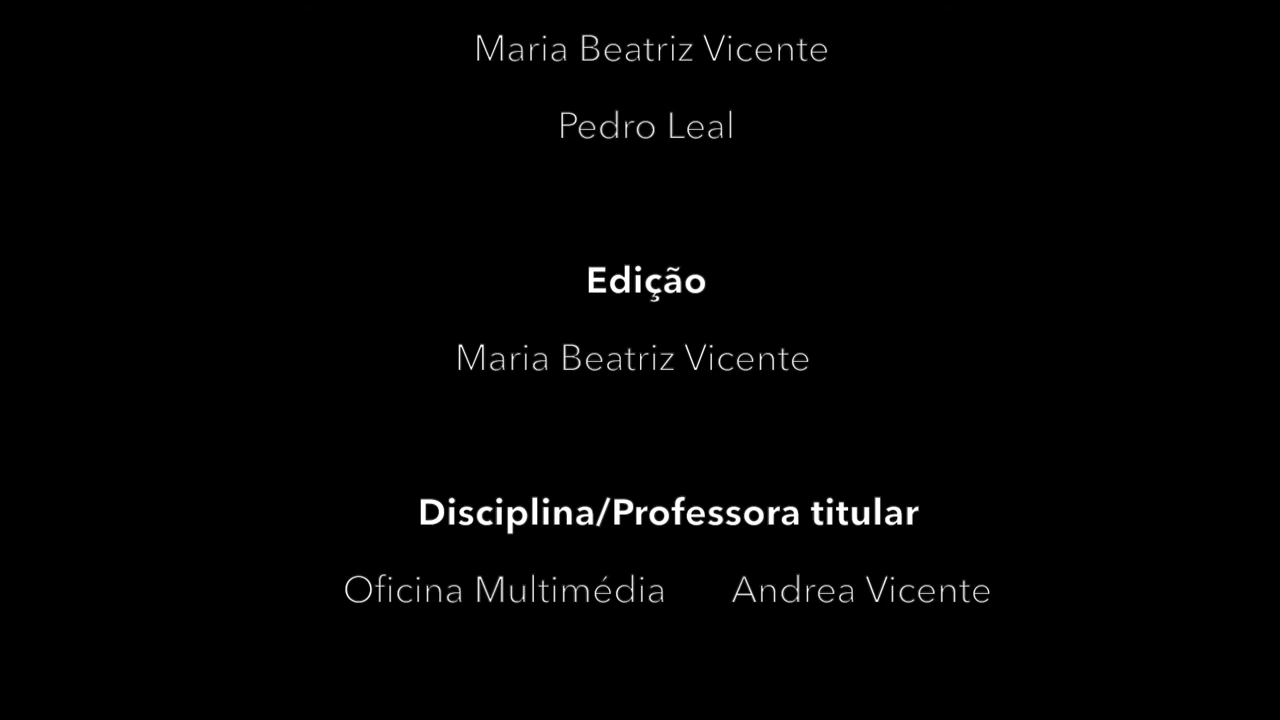 Maria Beatriz Vicente
Pedro Leal
Edição
Maria Beatriz Vicente
Disciplina/Professora titular
Oficina Multimédia Andrea Vicente